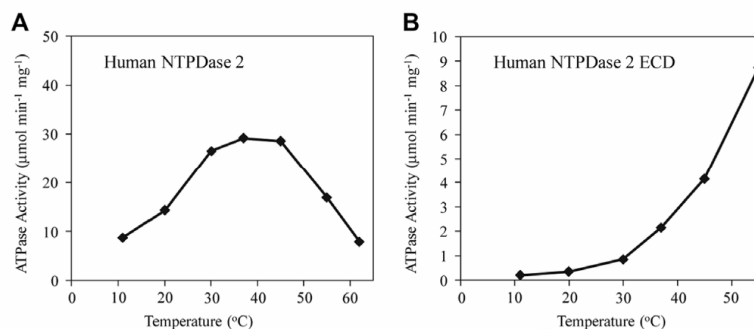 A
B
Human NTPDase 2
Human NTPDase 2 ECD
ATPase Activity (µmol min⁻¹ mg⁻¹)
50
40
30
20
10
0
0 10 20 30 40 50 60
Temperature (°C)
ATPase Activity (µmol min⁻¹ mg⁻¹)
10
9
8
7
6
5
4
3
2
1
0
0 10 20 30 40 50
Temperature (°C)